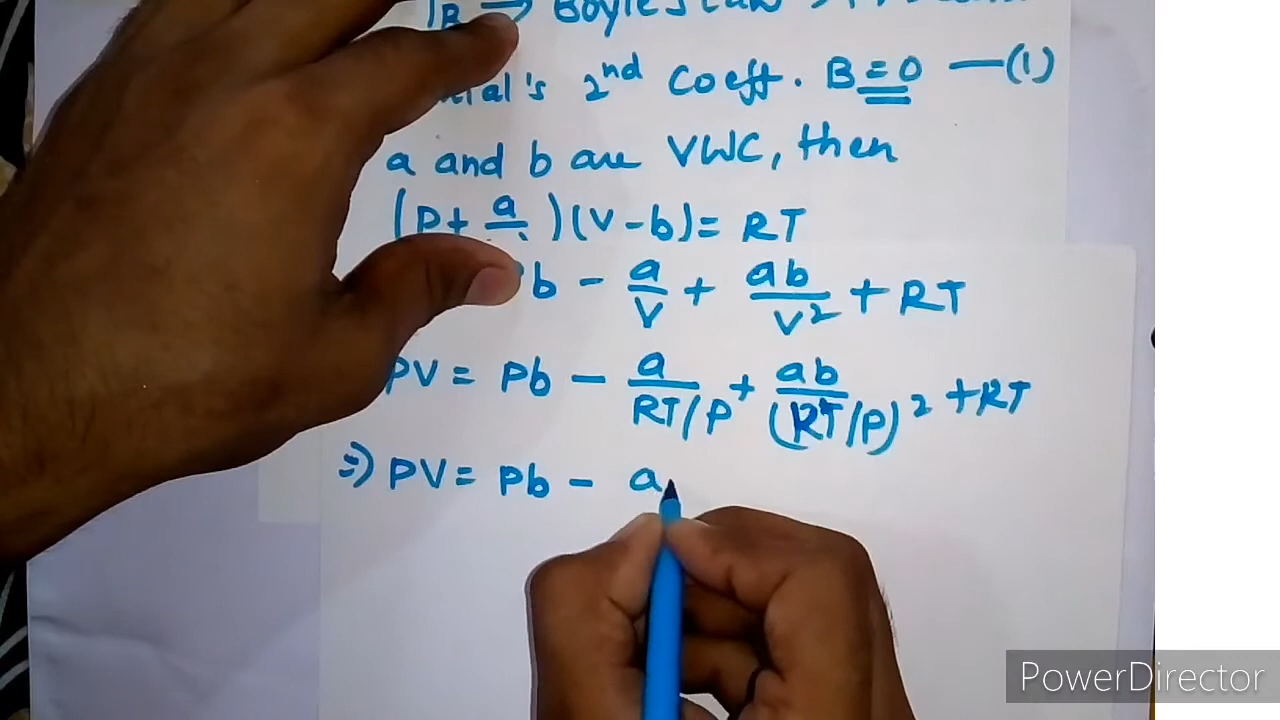 B ⇒ Boyle's Law
2nd Coeff. B = 0 —(1)
a and b are VWC, then
(P + a/ )(V - b) = RT
b - a/V + ab/V² + RT
PV = Pb - a/(RT/P) + ab/(RT/P)² + RT
⇒ PV = Pb - a
PowerDirector